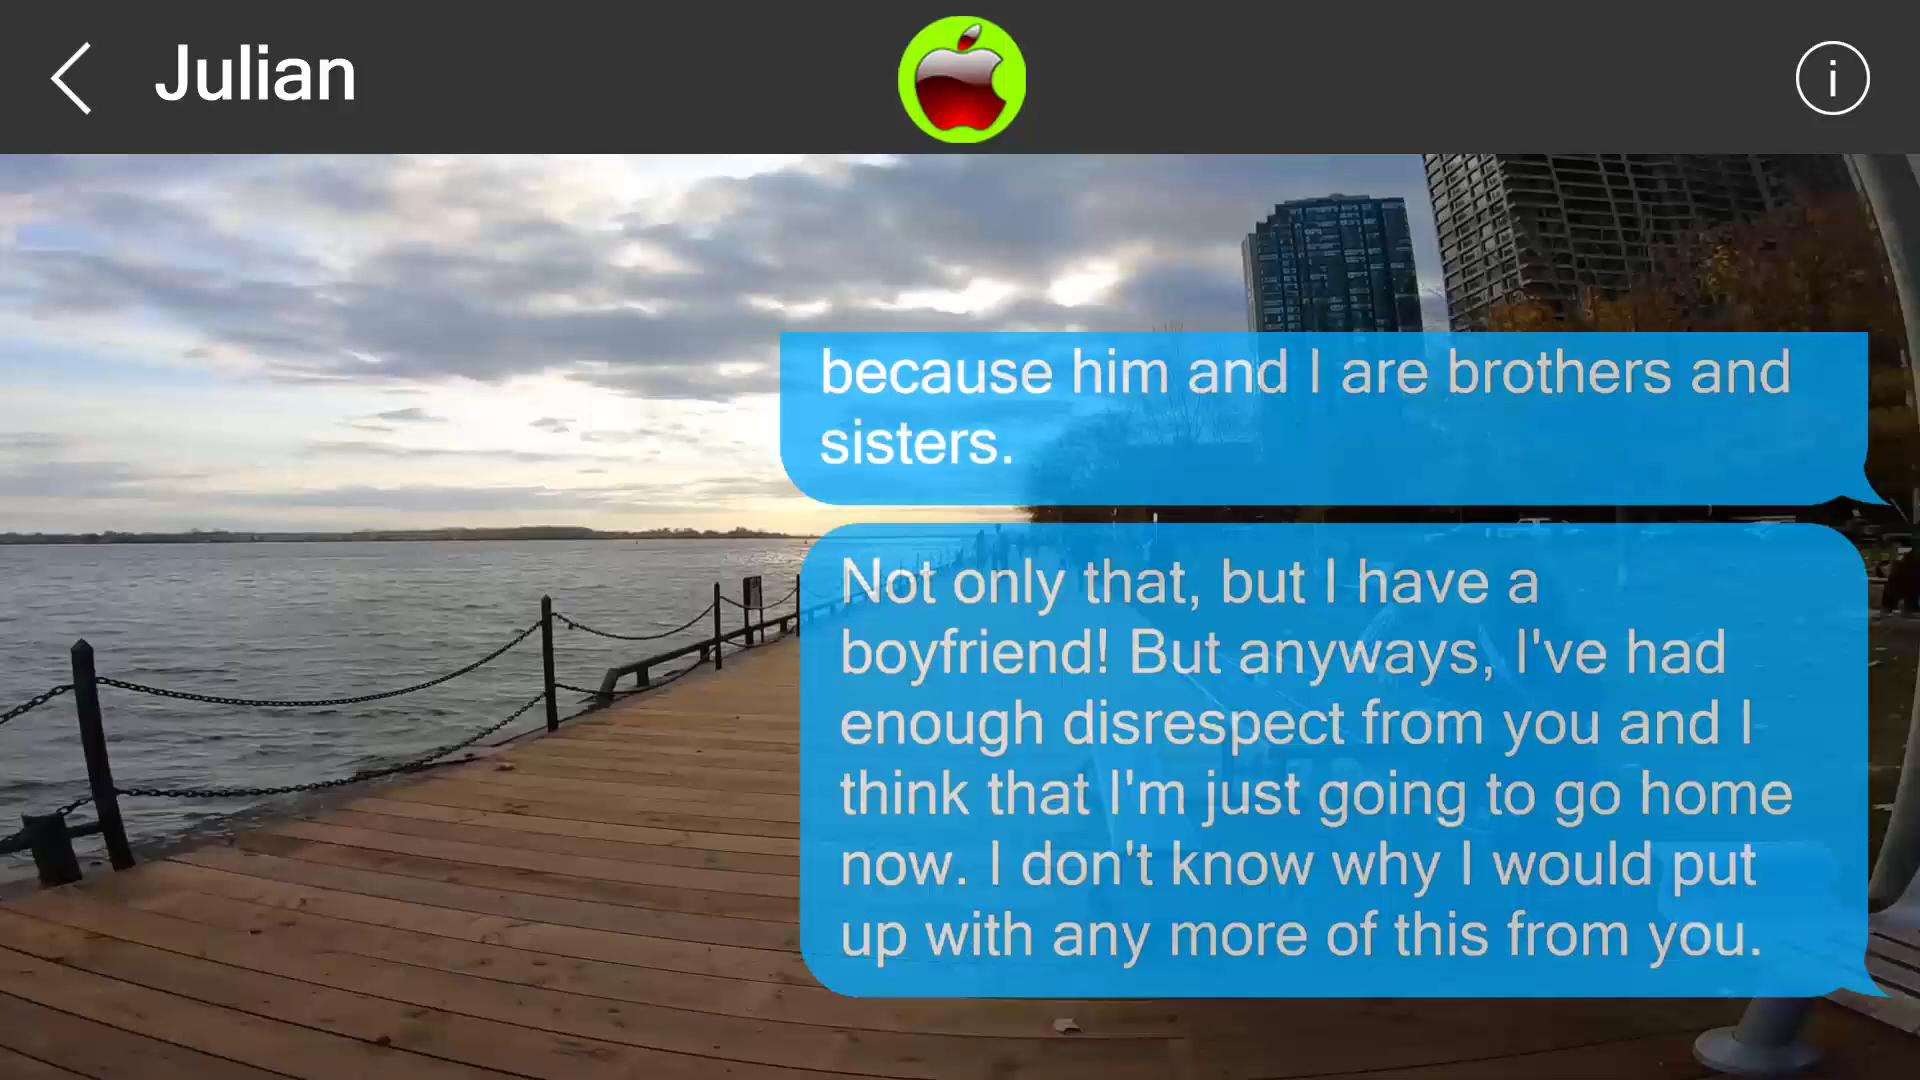 Julian
i
because him and I are brothers and
sisters.
Not only that, but I have a
boyfriend! But anyways, I've had
enough disrespect from you and I
think that I'm just going to go home
now. I don't know why I would put
up with any more of this from you.